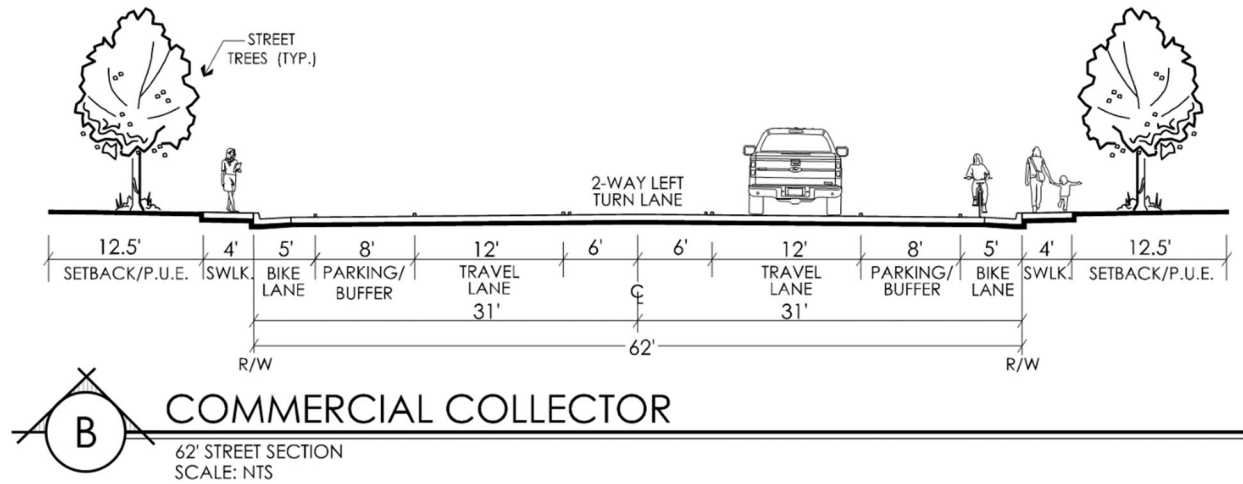 STREET
TREES (TYP.)
2-WAY LEFT
TURN LANE
12.5' 4' 5' 8' 12' 6' 6' 12' 8' 5' 4' 12.5'
SETBACK/P.U.E. SWLK. BIKE PARKING/ TRAVEL TRAVEL PARKING/ BIKE SWLK. SETBACK/P.U.E.
LANE BUFFER LANE LANE BUFFER LANE
℄
31' 31'
62'
R/W R/W
B COMMERCIAL COLLECTOR
62' STREET SECTION
SCALE: NTS